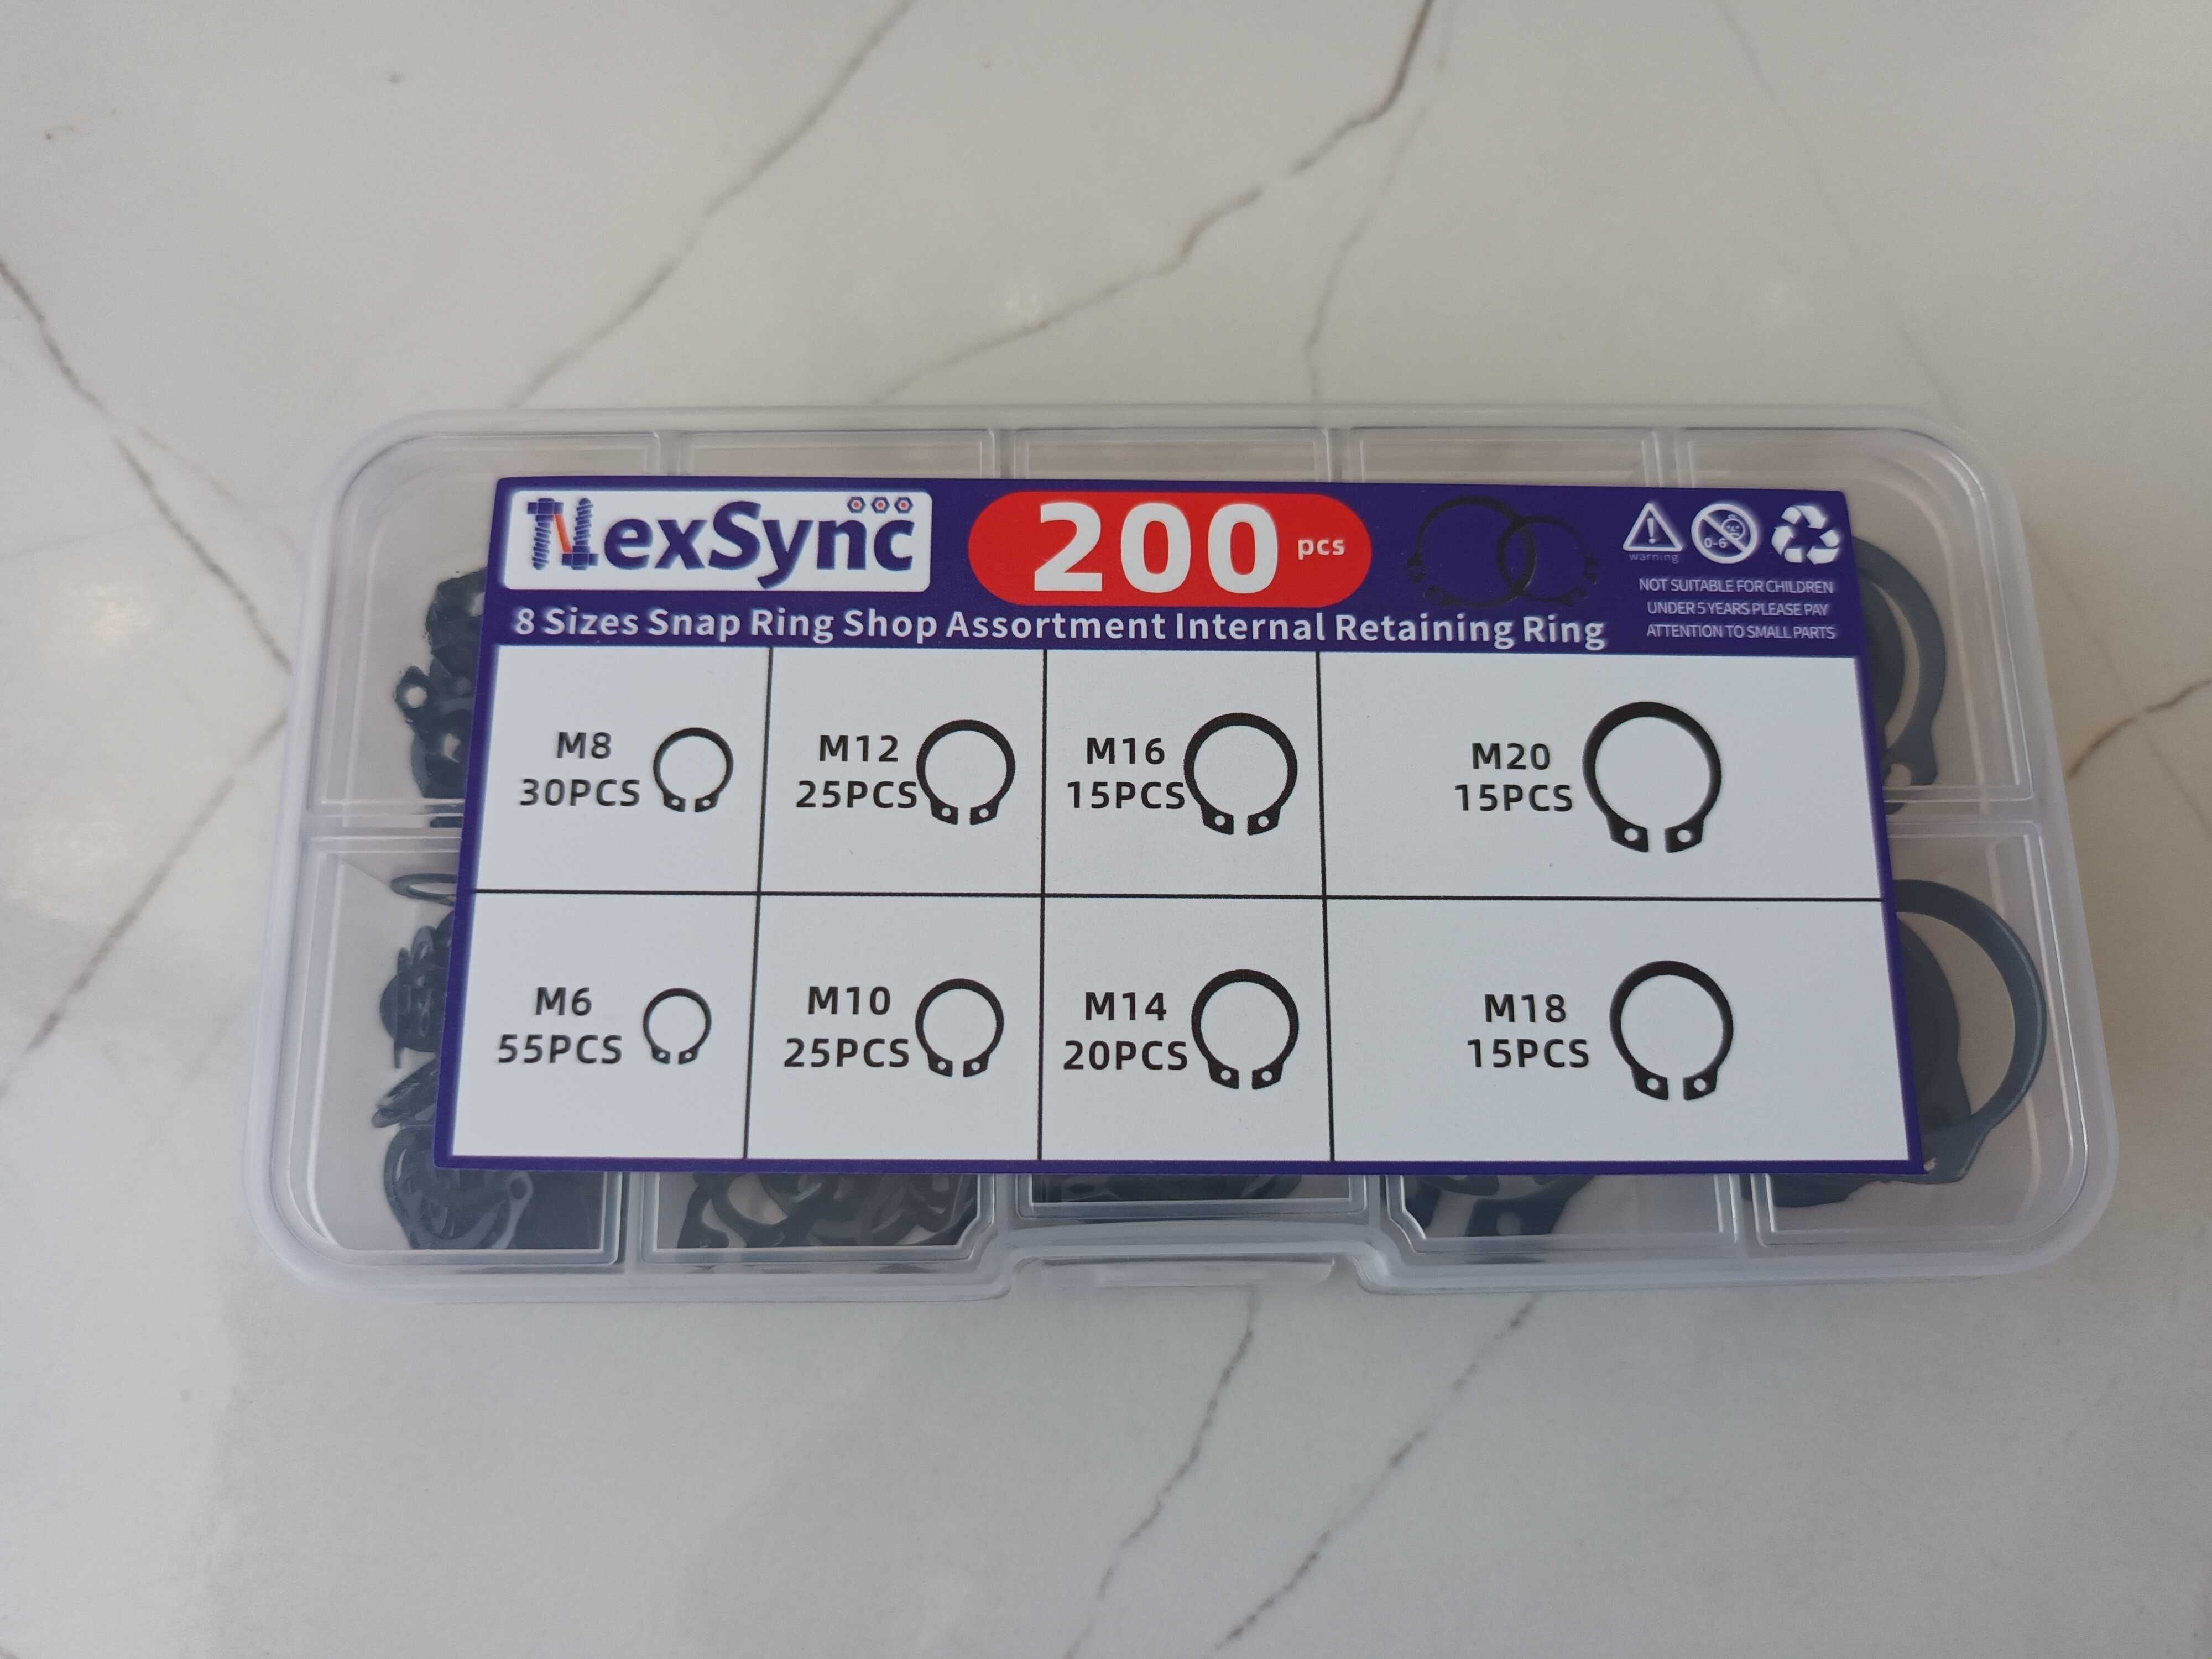 NexSync
200 pcs
warning
0-6
NOT SUITABLE FOR CHILDREN
UNDER 5 YEARS PLEASE PAY
ATTENTION TO SMALL PARTS
8 Sizes Snap Ring Shop Assortment Internal Retaining Ring
M8
30PCS
M12
25PCS
M16
15PCS
M20
15PCS
M6
55PCS
M10
25PCS
M14
20PCS
M18
15PCS